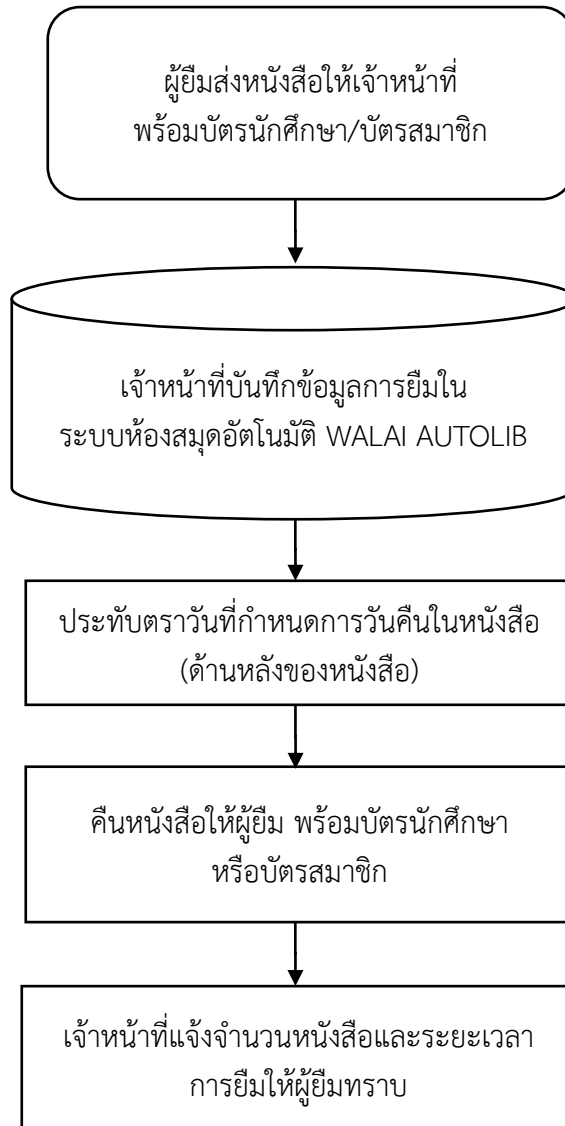 ผู้ยืมส่งหนังสือให้เจ้าหน้าที่
พร้อมบัตรนักศึกษา/บัตรสมาชิก
เจ้าหน้าที่บันทึกข้อมูลการยืมใน
ระบบห้องสมุดอัตโนมัติ WALAI AUTOLIB
ประทับตราวันที่กำหนดการวันคืนในหนังสือ
(ด้านหลังของหนังสือ)
คืนหนังสือให้ผู้ยืม พร้อมบัตรนักศึกษา
หรือบัตรสมาชิก
เจ้าหน้าที่แจ้งจำนวนหนังสือและระยะเวลา
การยืมให้ผู้ยืมทราบ